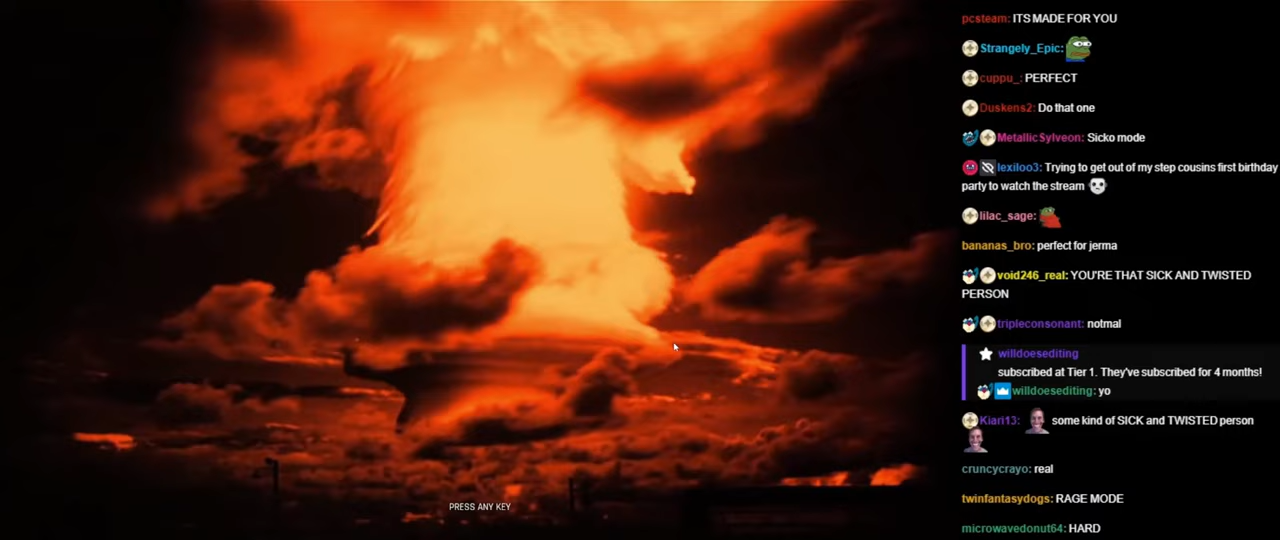 pcsteam: ITS MADE FOR YOU
Strangely_Epic:
cuppu_: PERFECT
Duskens2: Do that one
MetallicSylveon: Sicko mode
lexiloo3: Trying to get out of my step cousins first birthday
party to watch the stream
lilac_sage:
bananas_bro: perfect for jerma
void246_real: YOU'RE THAT SICK AND TWISTED
PERSON
tripleconsonant: notmal
willdoesediting
subscribed at Tier 1. They've subscribed for 4 months!
willdoesediting: yo
Kiari13: some kind of SICK and TWISTED person
cruncycrayo: real
twinfantasydogs: RAGE MODE
microwavedonut64: HARD
PRESS ANY KEY